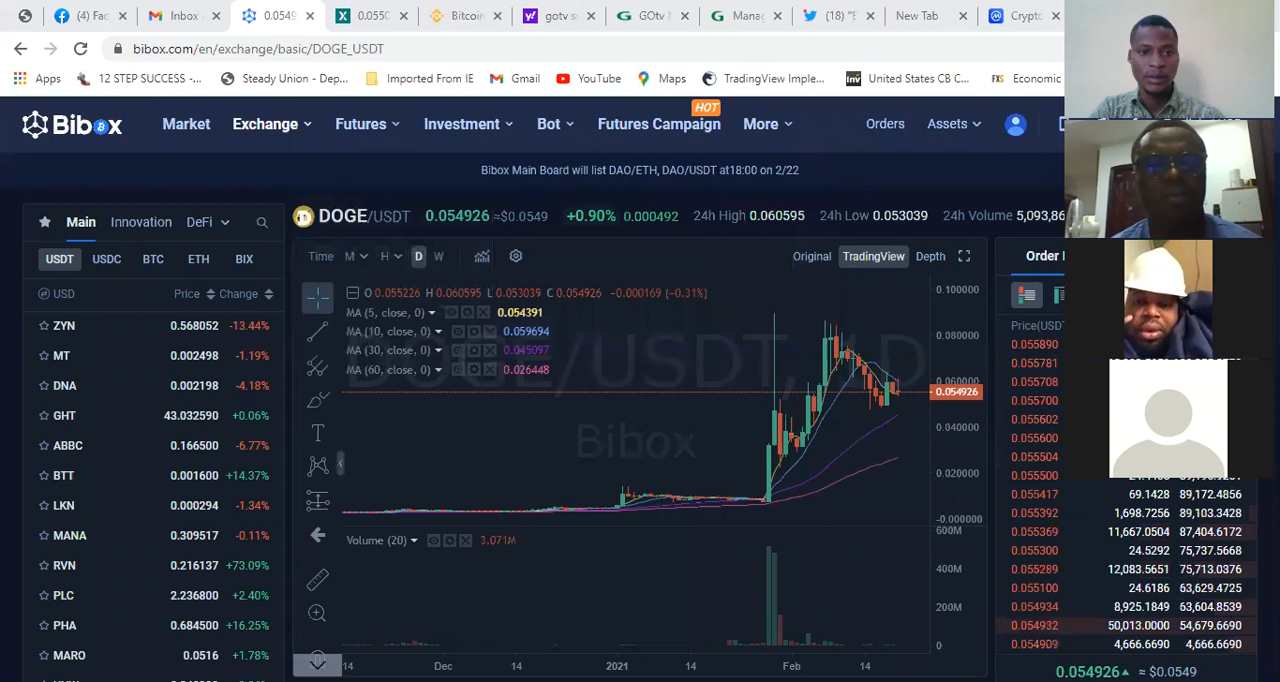 (4) Fac
Inbox
0.0549
0.0550
Bitcoin
gotv s
GOtv
Manag
(18) "B
New Tab
Crypto
bibox.com/en/exchange/basic/DOGE_USDT
Apps
12 STEP SUCCESS -...
Steady Union - Dep...
Imported From IE
Gmail
YouTube
Maps
TradingView Imple...
United States CB C...
Economic
Bibox
Market
Exchange
Futures
Investment
Bot
HOT
Futures Campaign
More
Orders
Assets
Bibox Main Board will list DAO/ETH, DAO/USDT at18:00 on 2/22
Main Innovation DeFi
USDT USDC BTC ETH BIX
USD Price Change
ZYN 0.568052 -13.44%
MT 0.002498 -1.19%
DNA 0.002198 -4.18%
GHT 43.032590 +0.06%
ABBC 0.166500 -6.77%
BTT 0.001600 +14.37%
LKN 0.000294 -1.34%
MANA 0.309517 -0.11%
RVN 0.216137 +73.09%
PLC 2.236800 +2.40%
PHA 0.684500 +16.25%
MARO 0.0516 +1.78%
DOGE/USDT 0.054926 ≈$0.0549 +0.90% 0.000492 24h High 0.060595 24h Low 0.053039 24h Volume 5,093,86
Time M H D W
Original TradingView Depth
O 0.055226 H 0.060595 L 0.053039 C 0.054926 -0.000169 (-0.31%)
MA (5, close, 0) 0.054391
MA (10, close, 0) 0.059694
MA (30, close, 0) 0.045097
MA (60, close, 0) 0.026448
DOGE/USDT, D
Bibox
0.100000
0.080000
0.060000
0.054926
0.040000
0.020000
-0.000000
Volume (20) 3.071M
600M
400M
200M
0
14 Dec 14 2021 14 Feb 14
Order
Price(USDT
0.055890
0.055781
0.055708
0.055700
0.055602
0.055600
0.055504
0.055500
0.055417 69.1428 89,172.4856
0.055392 1,698.7256 89,103.3428
0.055369 11,667.0504 87,404.6172
0.055300 24.5292 75,737.5668
0.055289 12,083.5651 75,713.0376
0.055100 24.6186 63,629.4725
0.054934 8,925.1849 63,604.8539
0.054932 50,013.0000 54,679.6690
0.054909 4,666.6690 4,666.6690
0.054926 ≈ $0.0549